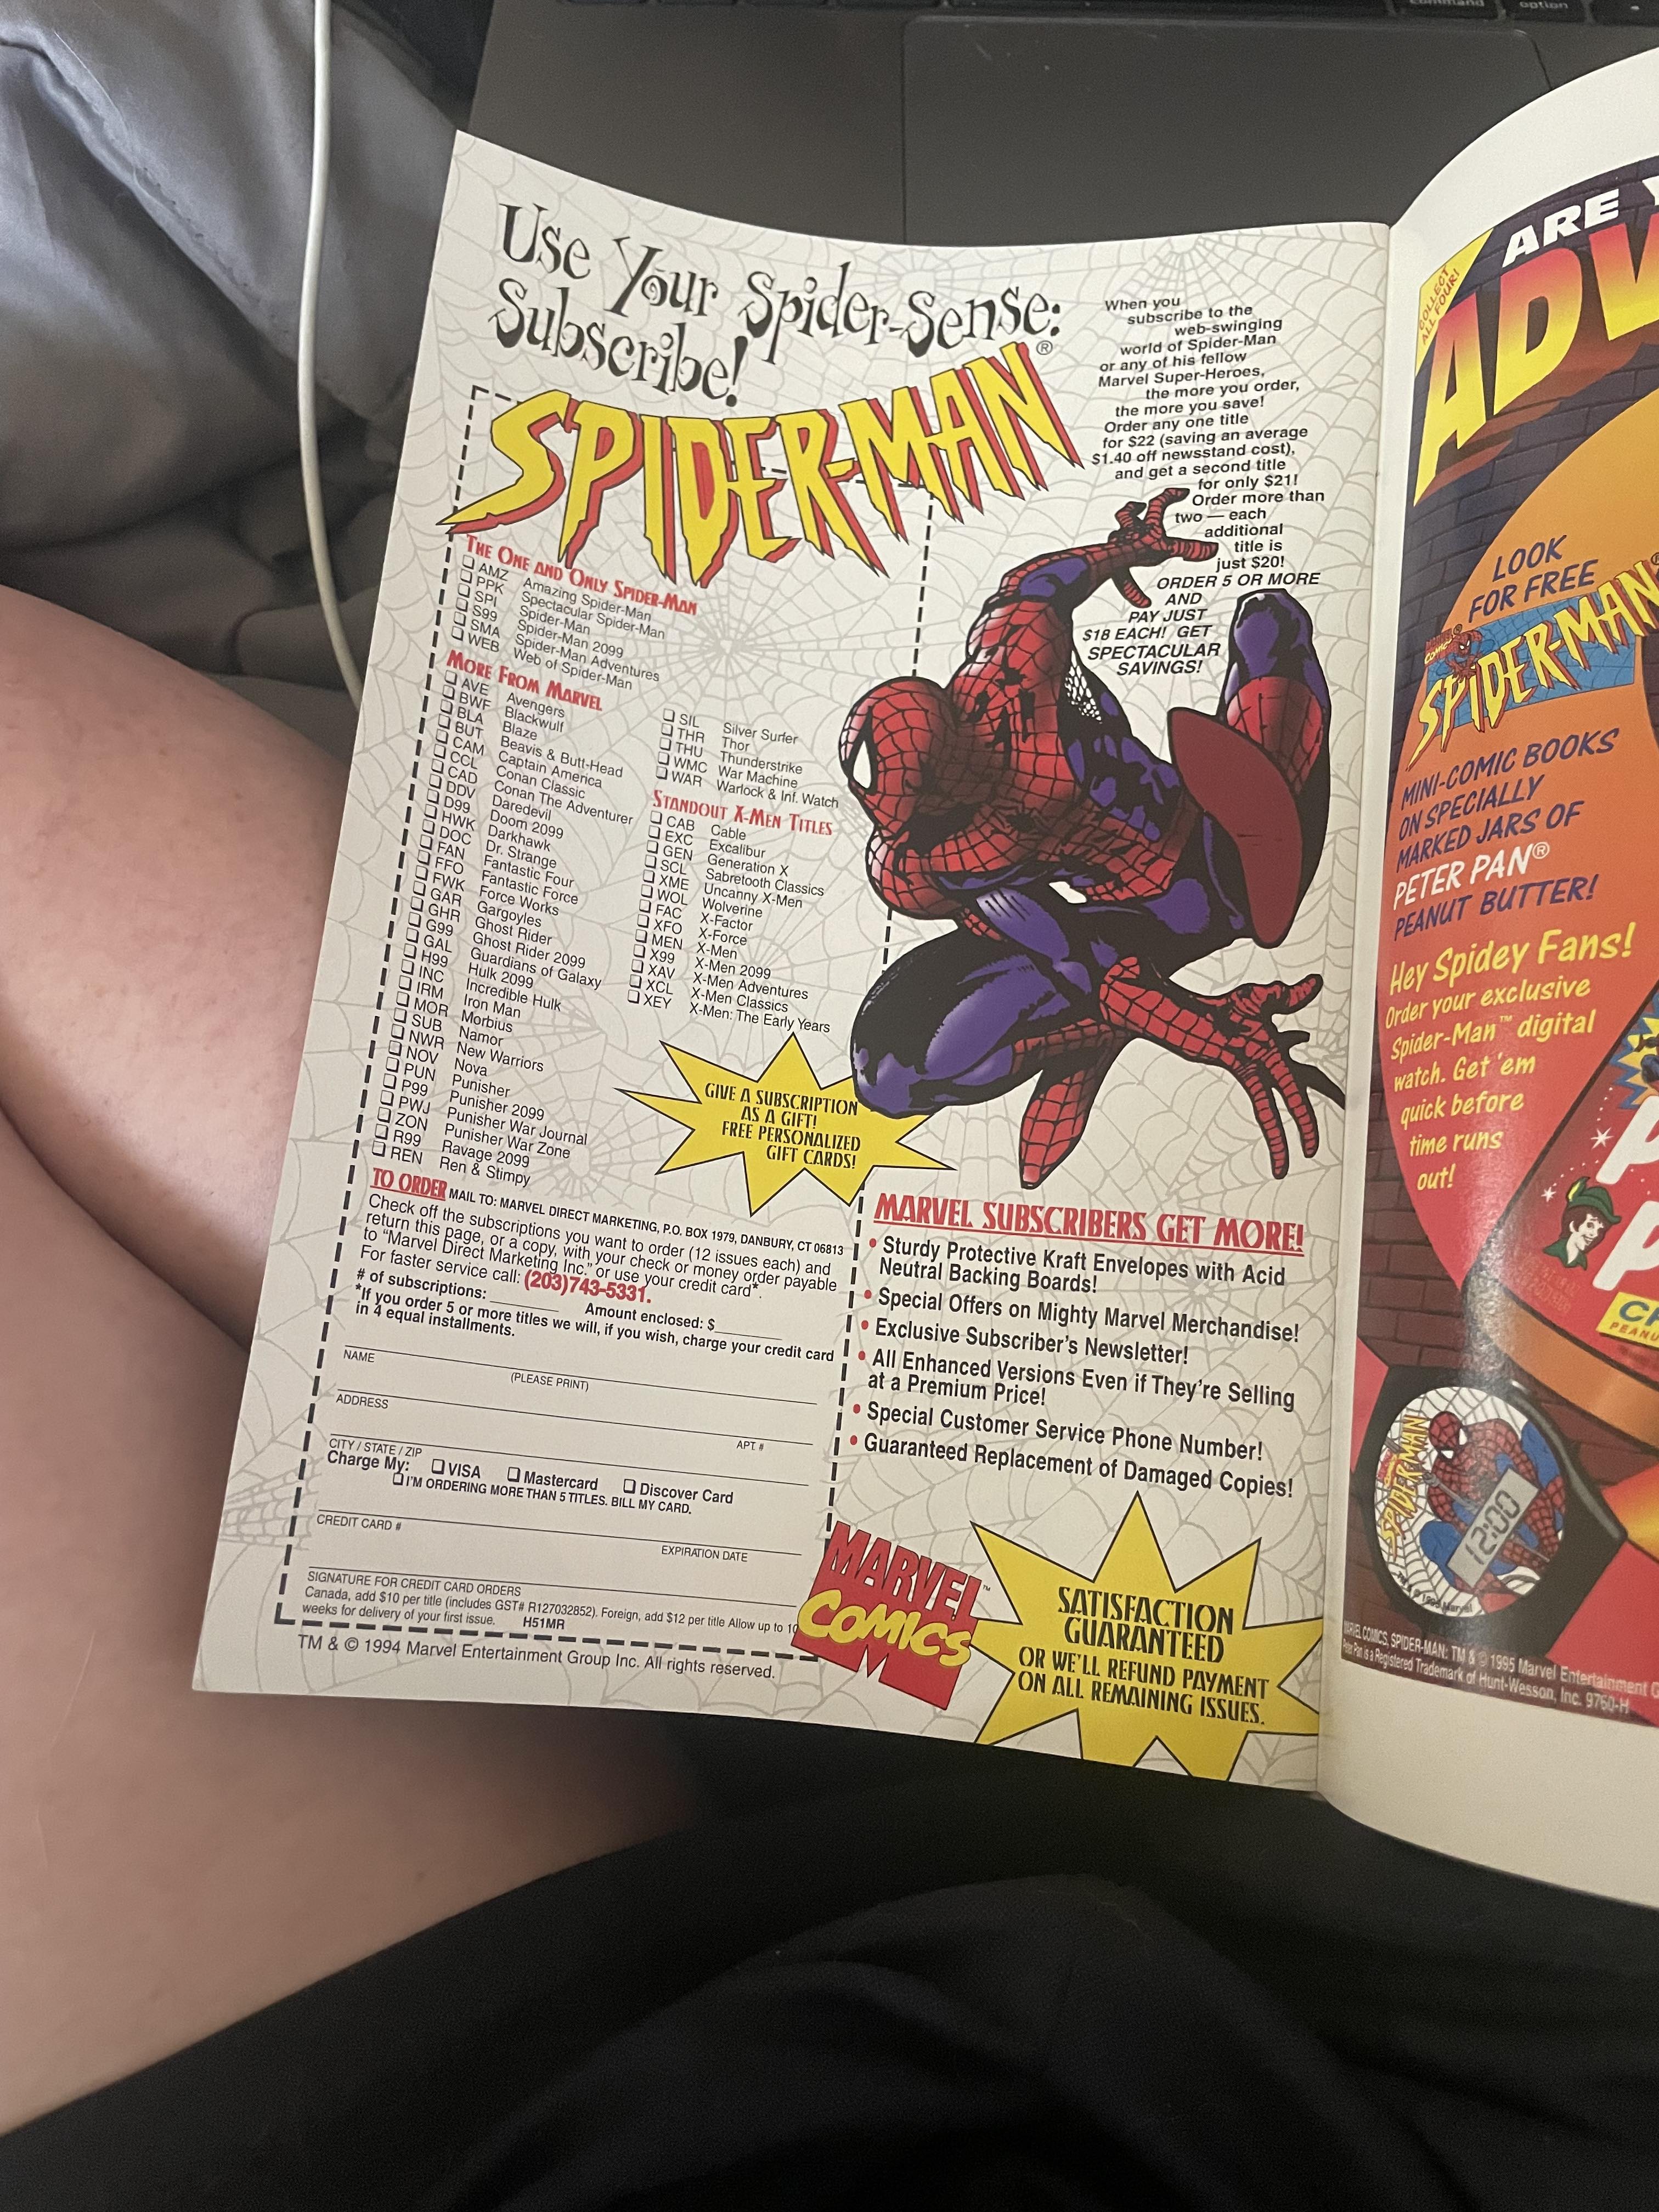 command
option
Use Your Spider-Sense:
Subscribe!
SPIDER-MAN®
When you
subscribe to the
web-swinging
world of Spider-Man
or any of his fellow
Marvel Super-Heroes,
the more you order,
the more you save!
Order any one title
for $22 (saving an average
$1.40 off newsstand cost),
and get a second title
for only $21!
Order more than
two — each
additional
title is
just $20!
ORDER 5 OR MORE
AND
PAY JUST
$18 EACH! GET
SPECTACULAR
SAVINGS!
THE ONE AND ONLY SPIDER-MAN
❑ AMZ Amazing Spider-Man
❑ PPK Spectacular Spider-Man
❑ SPI Spider-Man
❑ S99 Spider-Man 2099
❑ SMA Spider-Man Adventures
❑ WEB Web of Spider-Man
MORE FROM MARVEL
❑ AVE Avengers
❑ BWF Blackwulf
❑ BLA Blaze
❑ BUT Beavis & Butt-Head
❑ CAM Captain America
❑ CCL Conan Classic
❑ CAD Conan The Adventurer
❑ DDV Daredevil
❑ D99 Doom 2099
❑ HWK Darkhawk
❑ DOC Dr. Strange
❑ FAN Fantastic Four
❑ FFO Fantastic Force
❑ FWK Force Works
❑ GAR Gargoyles
❑ GHR Ghost Rider
❑ G99 Ghost Rider 2099
❑ GAL Guardians of Galaxy
❑ H99 Hulk 2099
❑ INC Incredible Hulk
❑ IRM Iron Man
❑ MOR Morbius
❑ SUB Namor
❑ NWR New Warriors
❑ NOV Nova
❑ PUN Punisher
❑ P99 Punisher 2099
❑ PWJ Punisher War Journal
❑ ZON Punisher War Zone
❑ R99 Ravage 2099
❑ REN Ren & Stimpy
❑ SIL Silver Surfer
❑ THR Thor
❑ THU Thunderstrike
❑ WMC War Machine
❑ WAR Warlock & Inf. Watch
STANDOUT X-MEN TITLES
❑ CAB Cable
❑ EXC Excalibur
❑ GEN Generation X
❑ SCL Sabretooth Classics
❑ XME Uncanny X-Men
❑ WOL Wolverine
❑ FAC X-Factor
❑ XFO X-Force
❑ MEN X-Men
❑ X99 X-Men 2099
❑ XAV X-Men Adventures
❑ XCL X-Men Classics
❑ XEY X-Men: The Early Years
GIVE A SUBSCRIPTION
AS A GIFT!
FREE PERSONALIZED
GIFT CARDS!
TO ORDER MAIL TO: MARVEL DIRECT MARKETING, P.O. BOX 1979, DANBURY, CT 06813
Check off the subscriptions you want to order (12 issues each) and
return this page, or a copy, with your check or money order payable
to “Marvel Direct Marketing Inc.” or use your credit card*.
For faster service call: (203)743-5331.
# of subscriptions: ________ Amount enclosed: $________
*If you order 5 or more titles we will, if you wish, charge your credit card
in 4 equal installments.
NAME
(PLEASE PRINT)
ADDRESS
APT. #
CITY / STATE / ZIP
Charge My: ❑ VISA ❑ Mastercard ❑ Discover Card
❑ I'M ORDERING MORE THAN 5 TITLES. BILL MY CARD.
CREDIT CARD #
EXPIRATION DATE
SIGNATURE FOR CREDIT CARD ORDERS
Canada, add $10 per title (includes GST# R127032852). Foreign, add $12 per title Allow up to 10
weeks for delivery of your first issue. H51MR
TM & © 1994 Marvel Entertainment Group Inc. All rights reserved.
MARVEL SUBSCRIBERS GET MORE!
• Sturdy Protective Kraft Envelopes with Acid
Neutral Backing Boards!
• Special Offers on Mighty Marvel Merchandise!
• Exclusive Subscriber's Newsletter!
• All Enhanced Versions Even if They're Selling
at a Premium Price!
• Special Customer Service Phone Number!
• Guaranteed Replacement of Damaged Copies!
MARVEL
COMICS™
SATISFACTION
GUARANTEED
OR WE'LL REFUND PAYMENT
ON ALL REMAINING ISSUES.
COLLECT
ALL FOUR!
ARE Y
ADV
LOOK
FOR FREE
MARVEL
COMICS
SPIDER-MAN®
MINI-COMIC BOOKS
ON SPECIALLY
MARKED JARS OF
PETER PAN®
PEANUT BUTTER!
Hey Spidey Fans!
Order your exclusive
Spider-Man™ digital
watch. Get 'em
quick before
time runs
out!
P
P
PEANU
SPIDER-MAN
12:00
MARVEL COMICS, SPIDER-MAN: TM & © 1995 Marvel Entertainment G
Peter Pan is a Registered Trademark of Hunt-Wesson, Inc. 9760-H